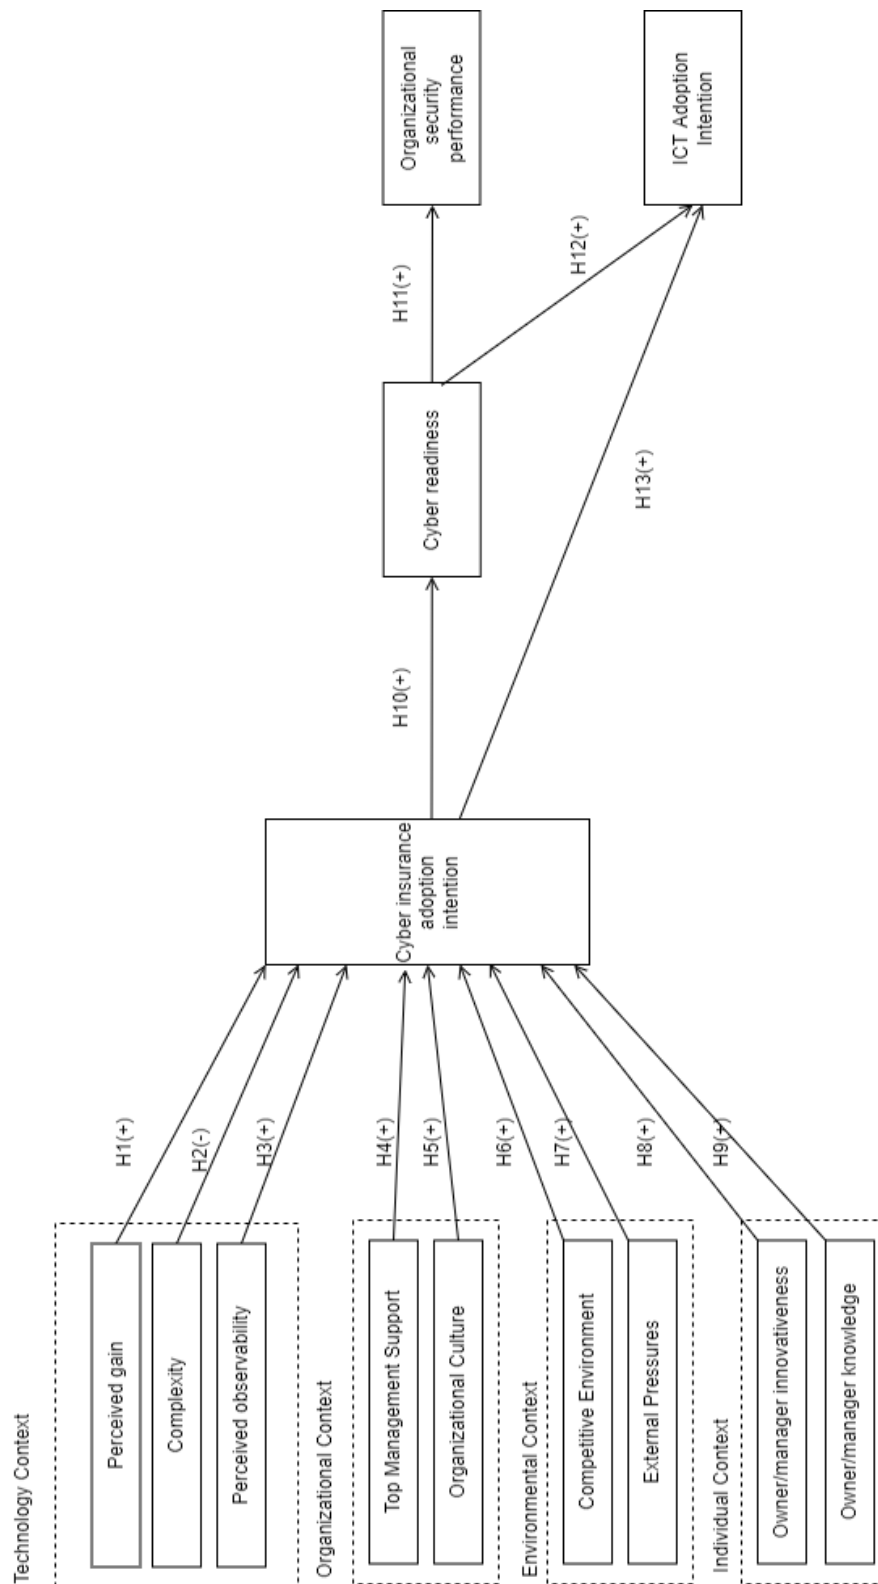 Technology Context
Perceived gain
Complexity
Perceived observability
Organizational Context
Top Management Support
Organizational Culture
Environmental Context
Competitive Environment
External Pressures
Individual Context
Owner/manager innovativeness
Owner/manager knowledge
H1(+)
H2(-)
H3(+)
H4(+)
H5(+)
H6(+)
H7(+)
H8(+)
H9(+)
Cyber insurance
adoption
intention
H10(+)
H13(+)
Cyber readiness
H11(+)
H12(+)
Organizational
security
performance
ICT Adoption
Intention